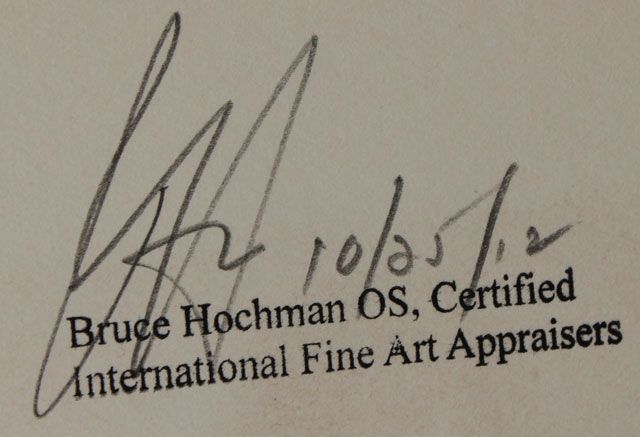 10/25/12
Bruce Hochman OS, Certified
International Fine Art Appraisers